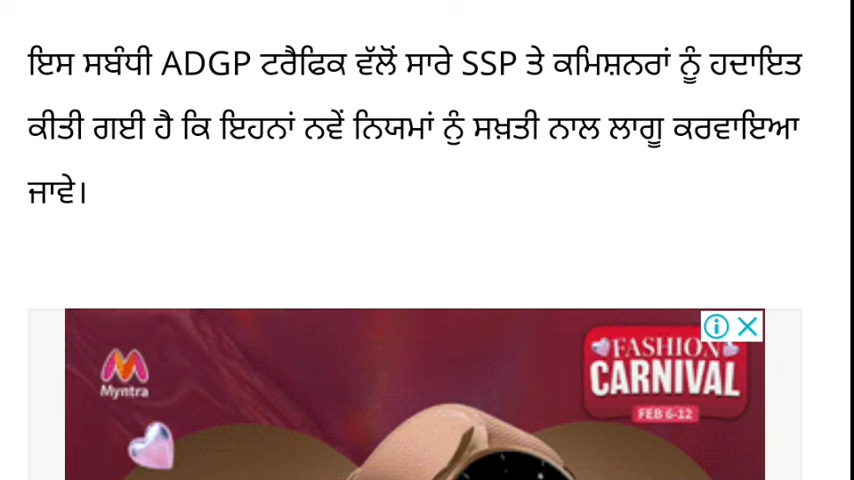 ਇਸ ਸਬੰਧੀ ADGP ਟਰੈਫਿਕ ਵੱਲੋਂ ਸਾਰੇ SSP ਤੇ ਕਮਿਸ਼ਨਰਾਂ ਨੂੰ ਹਦਾਇਤ
ਕੀਤੀ ਗਈ ਹੈ ਕਿ ਇਹਨਾਂ ਨਵੇਂ ਨਿਯਮਾਂ ਨੂੰ ਸਖ਼ਤੀ ਨਾਲ ਲਾਗੂ ਕਰਵਾਇਆ
ਜਾਵੇ।
Myntra
FASHION
CARNIVAL
FEB 6-12